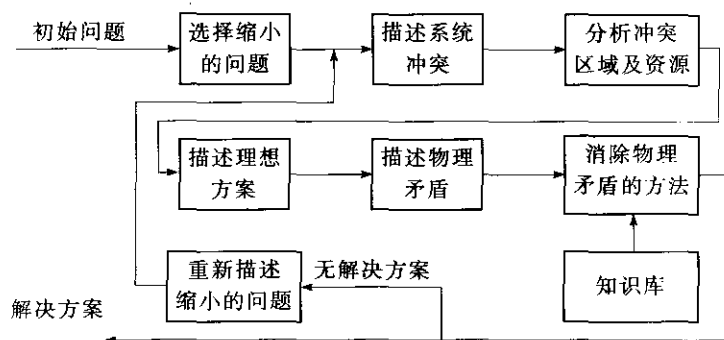 初始问题
选择缩小
的问题
描述系统
冲突
分析冲突
区域及资源
描述理想
方案
描述物理
矛盾
消除物理
矛盾的方法
重新描述
缩小的问题
无解决方案
知识库
解决方案